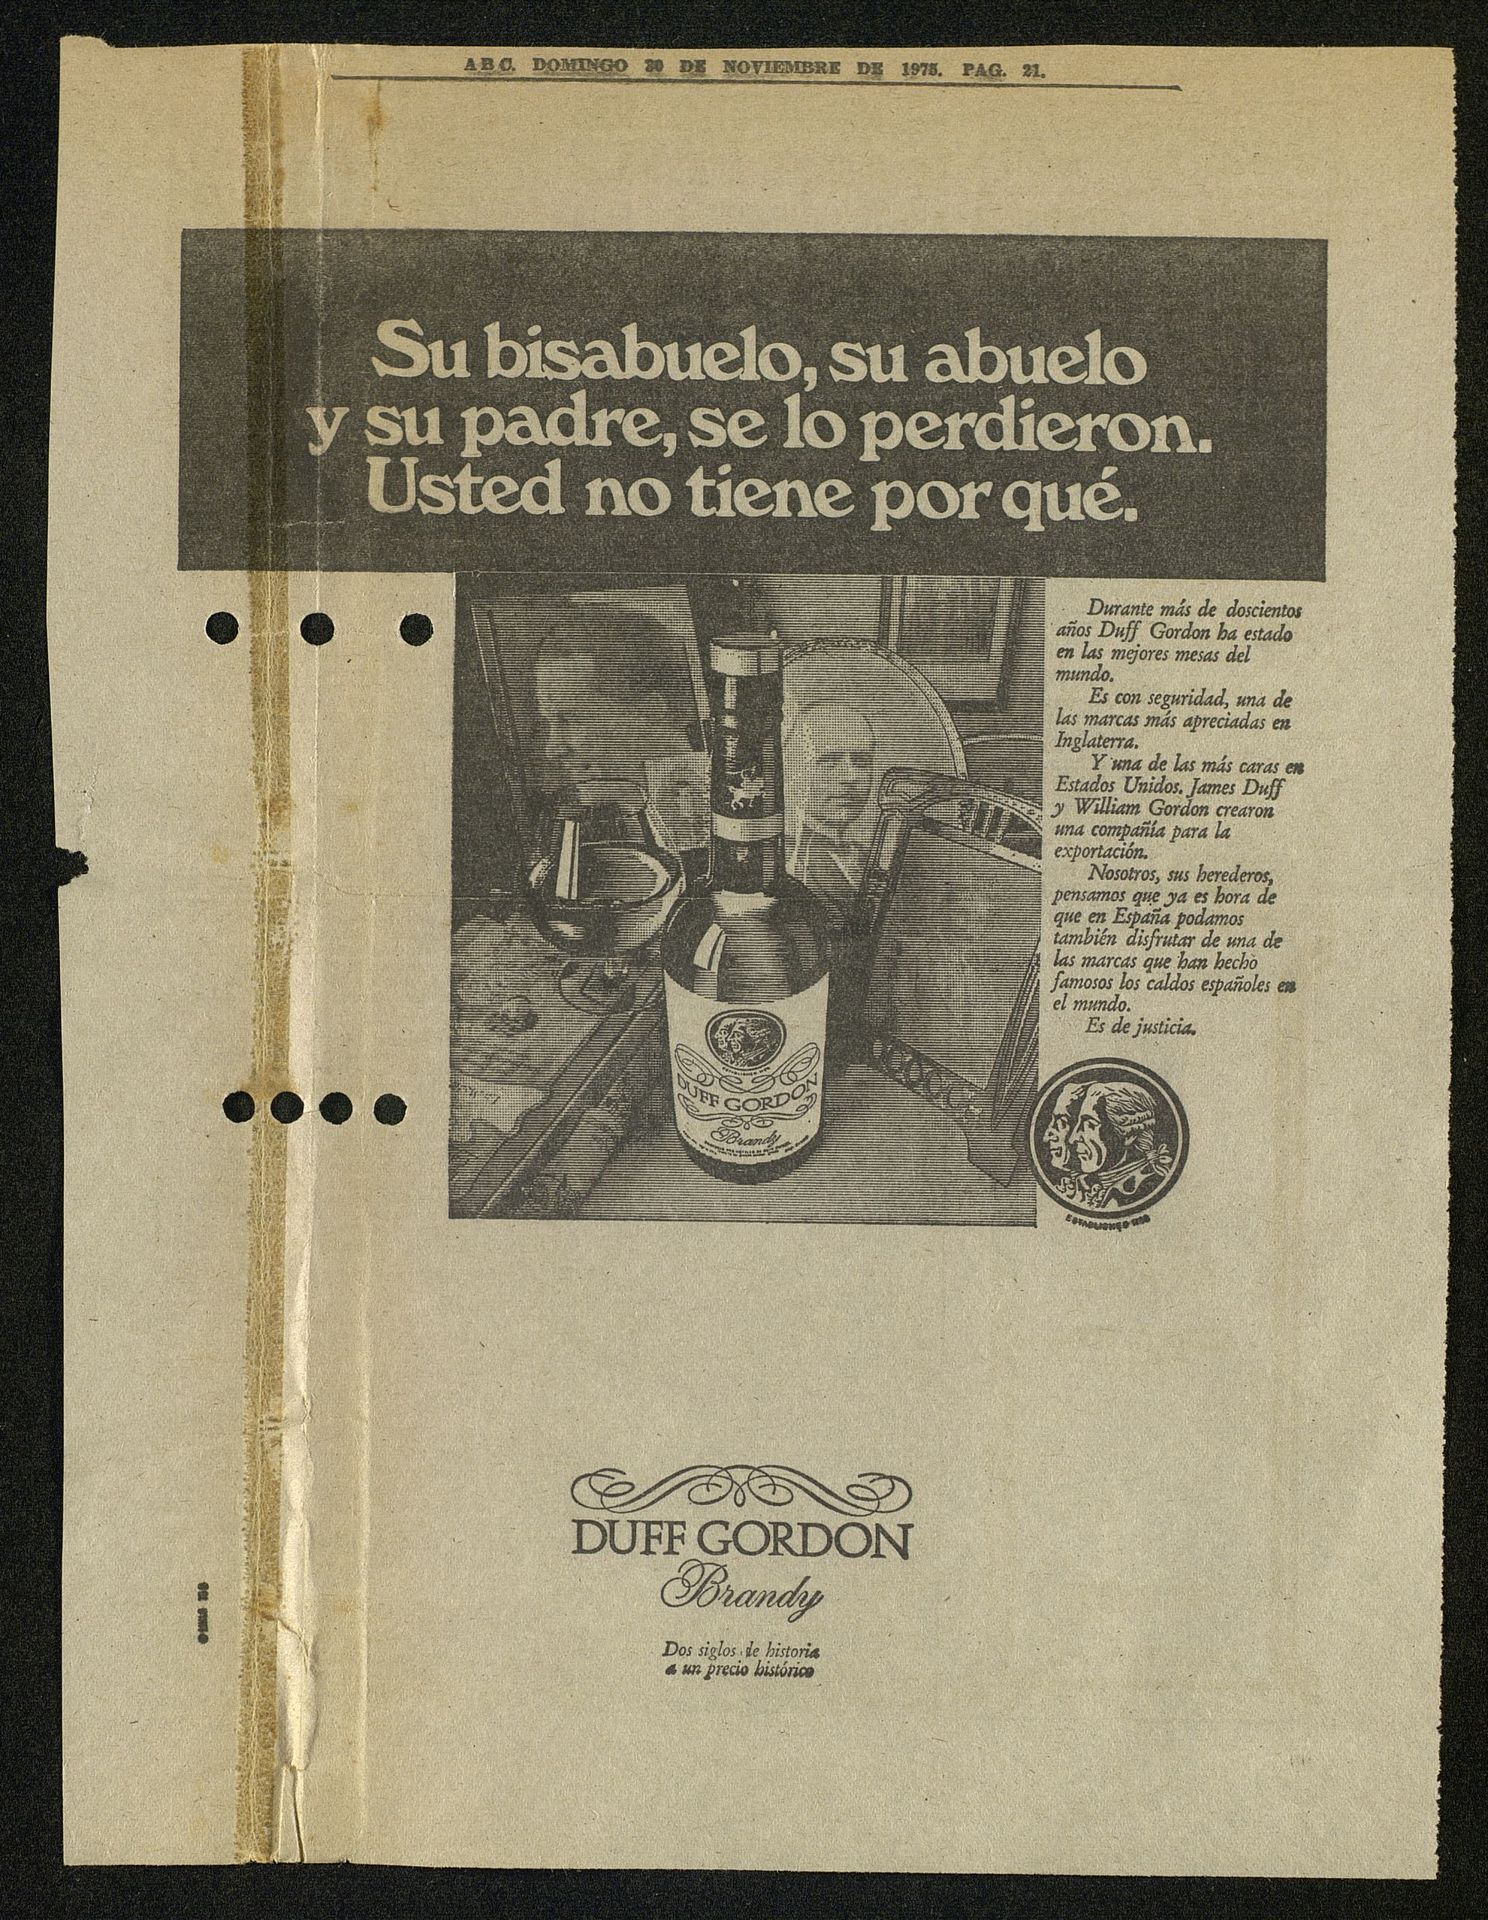 ABC. DOMINGO 30 DE NOVIEMBRE DE 1975. PAG. 21.
Su bisabuelo, su abuelo
y su padre, se lo perdieron.
Usted no tiene por qué.
Durante más de doscientos
años Duff Gordon ha estado
en las mejores mesas del
mundo.
Es con seguridad, una de
las marcas más apreciadas en
Inglaterra.
Y una de las más caras en
Estados Unidos. James Duff
y William Gordon crearon
una compañía para la
exportación.
Nosotros, sus herederos,
pensamos que ya es hora de
que en España podamos
también disfrutar de una de
las marcas que han hecho
famosos los caldos españoles en
el mundo.
Es de justicia.
DUFF GORDON
Brandy
ESTABLISHED
DUFF GORDON
Brandy
Dos siglos de historia
a un precio histórico